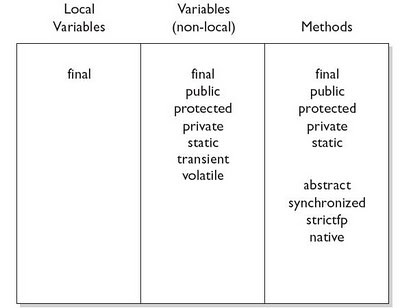 Local
Variables
Variables
(non-local)
Methods
final
final
public
protected
private
static
transient
volatile
final
public
protected
private
static
abstract
synchronized
strictfp
native